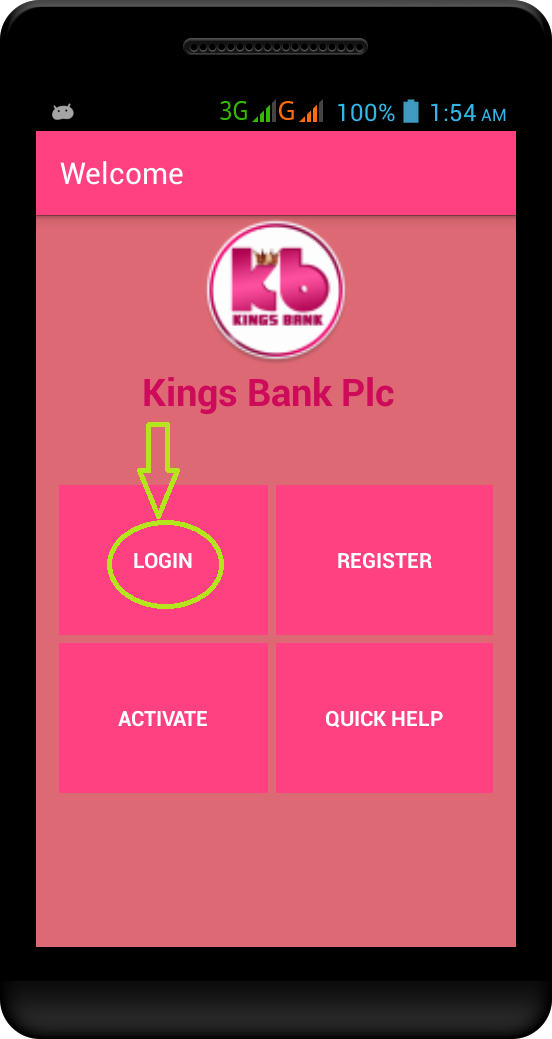 3G G 100% 1:54 AM
Welcome
kb
KINGS BANK
Kings Bank Plc
LOGIN REGISTER
ACTIVATE QUICK HELP